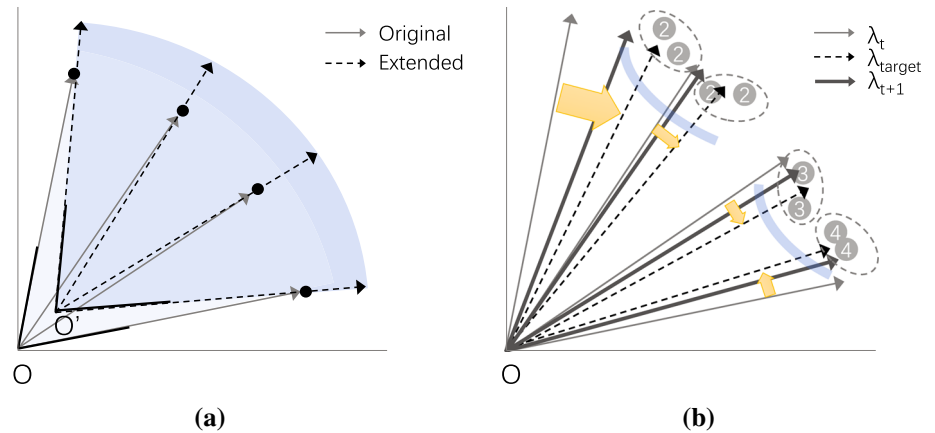 Original
Extended
O'
O
(a)
λt
λtarget
λt+1
2
2
2 2
3
3
4
4
O
(b)